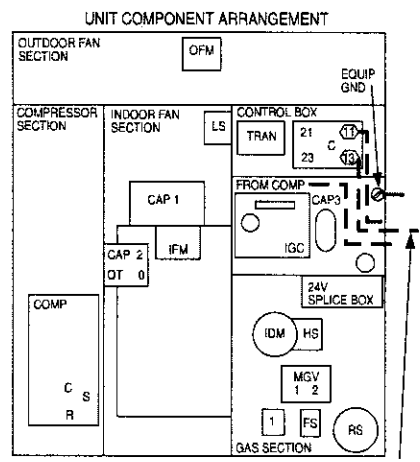 UNIT COMPONENT ARRANGEMENT
OUTDOOR FAN
SECTION
OFM
EQUIP
GND
COMPRESSOR
SECTION
INDOOR FAN
SECTION
LS
CONTROL BOX
TRAN
21
11
C
23
13
FROM COMP
CAP3
IGC
CAP 1
IFM
CAP 2
OT 0
24V
SPLICE BOX
COMP
C
S
R
IDM
HS
MGV
1 2
1
FS
RS
GAS SECTION